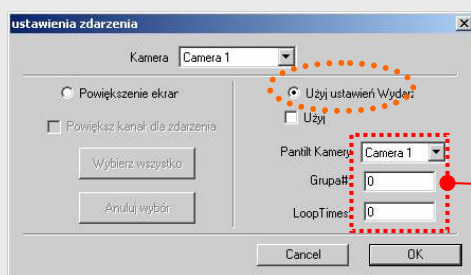 ustawienia zdarzenia
Kamera Camera 1
Powiększenie ekrar
Użyj ustawień Wydarz
Powiększ kanał dla zdarzenia
Użyj
Wybierz wszystko
Pantilt Kamery Camera 1
Grupa# 0
Anuluj wybór
LoopTimes 0
Cancel
OK